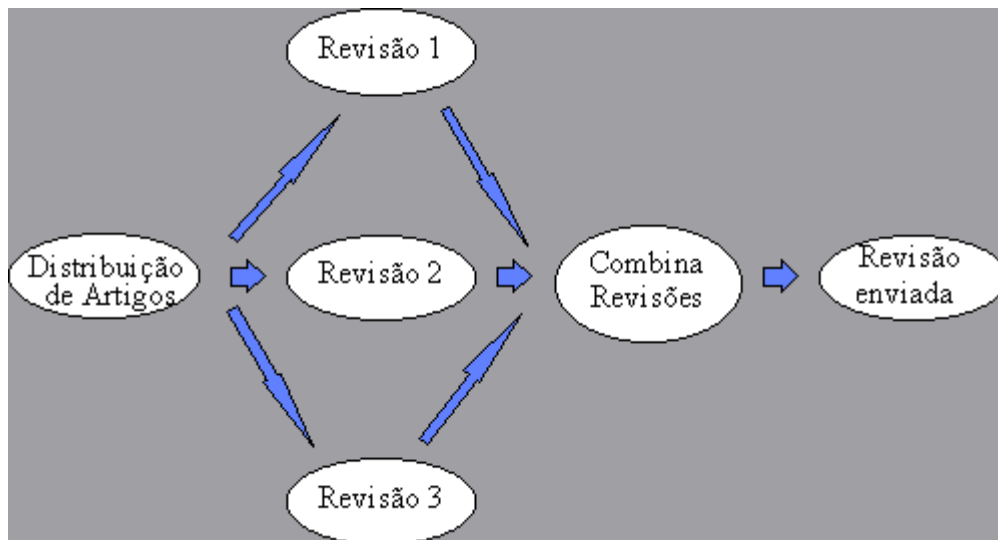 Revisão 1
Distribuição
de Artigos
Revisão 2
Combina
Revisões
Revisão
enviada
Revisão 3